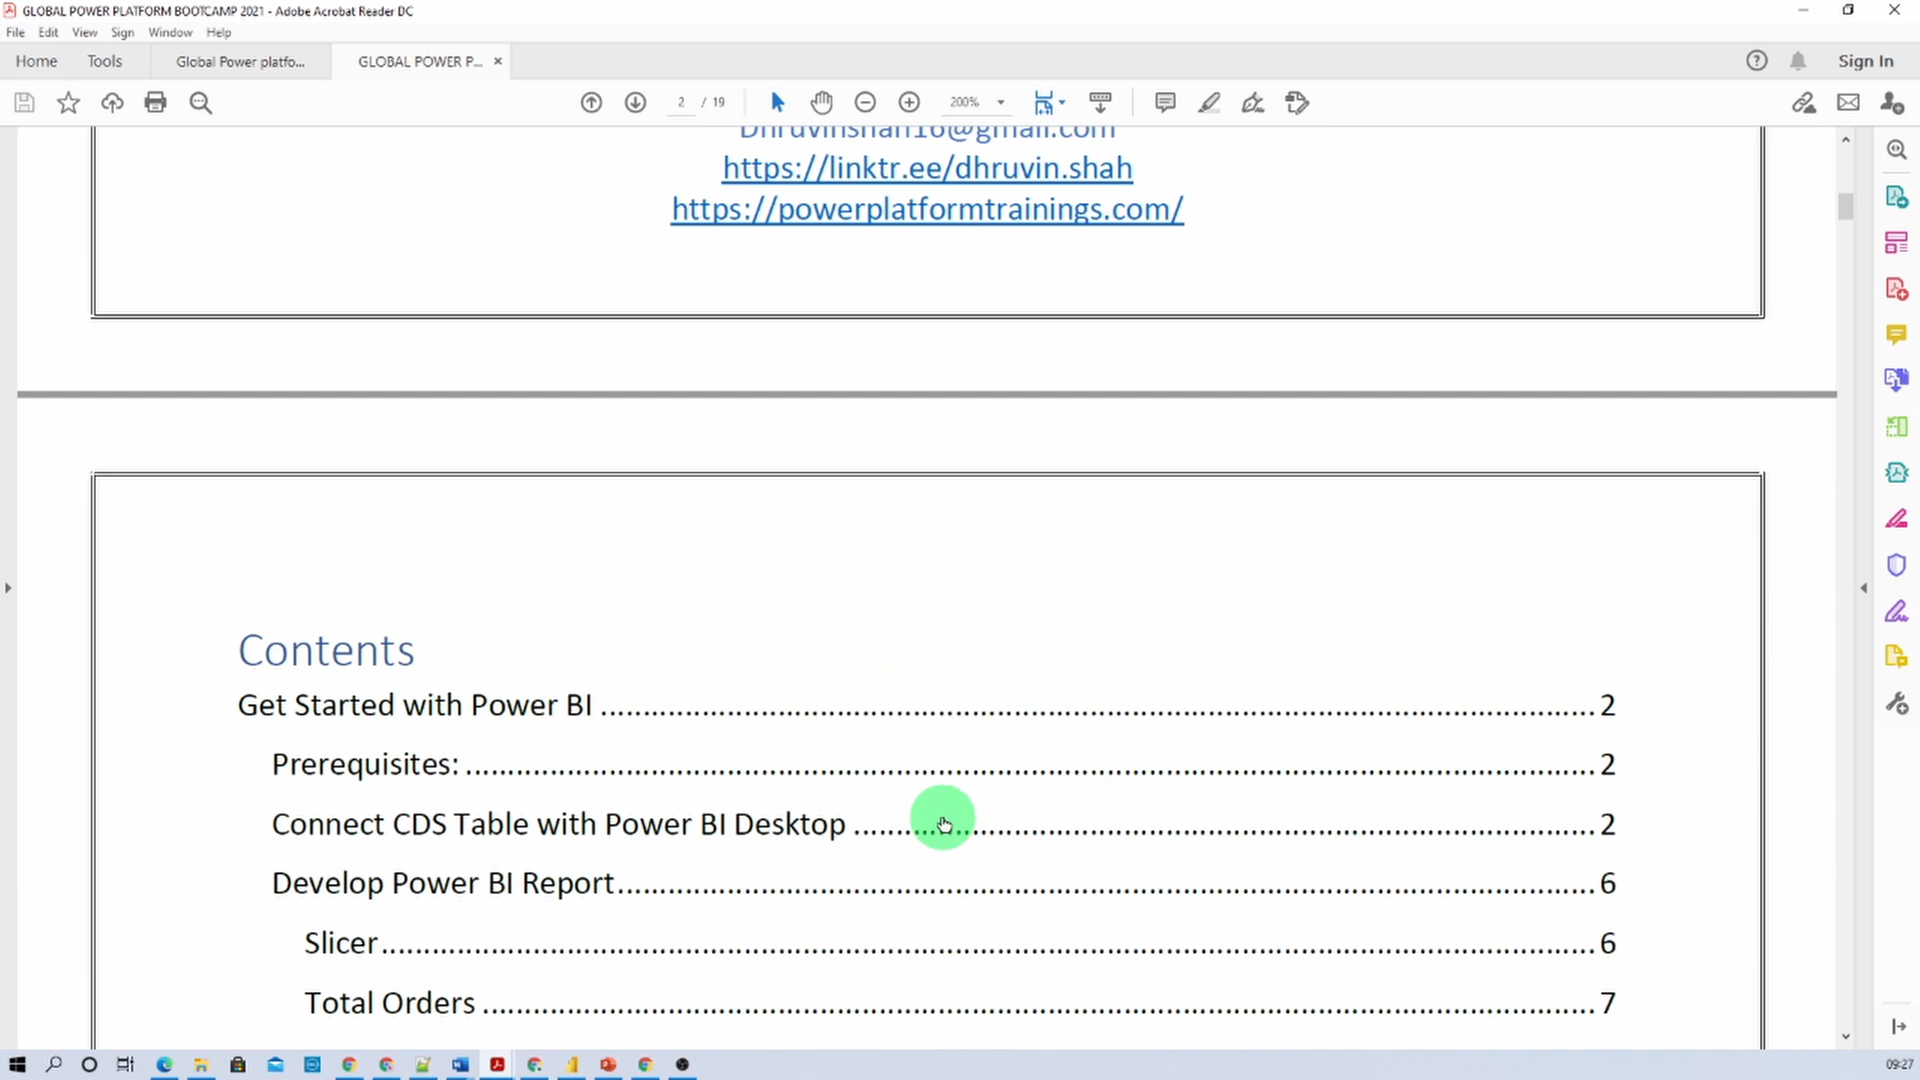 GLOBAL POWER PLATFORM BOOTCAMP 2021 - Adobe Acrobat Reader DC
File Edit View Sign Window Help
Home Tools Global Power platfo... GLOBAL POWER P... ×
Sign In
2 / 19
200%
Dhruvinshah16@gmail.com
https://linktr.ee/dhruvin.shah
https://powerplatformtrainings.com/
Contents
Get Started with Power BI ........ 2
Prerequisites: ........ 2
Connect CDS Table with Power BI Desktop ........ 2
Develop Power BI Report ........ 6
Slicer ........ 6
Total Orders ........ 7
09:27